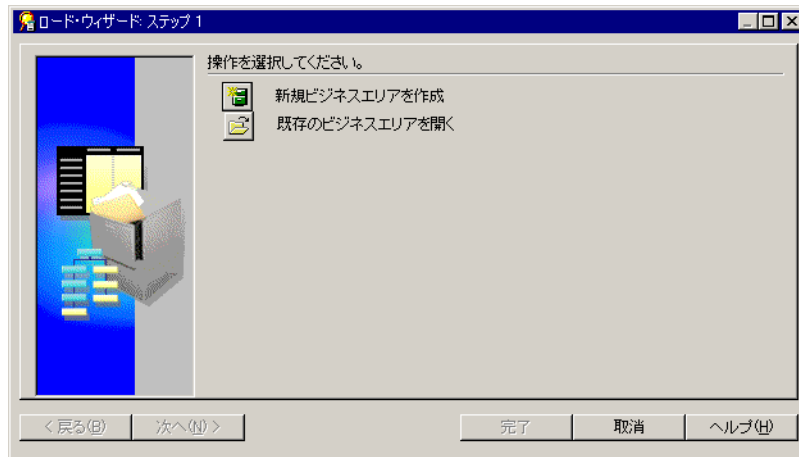 ロード・ウィザード: ステップ 1
操作を選択してください。
新規ビジネスエリアを作成
既存のビジネスエリアを開く
< 戻る(B)
次へ(N) >
完了
取消
ヘルプ(H)